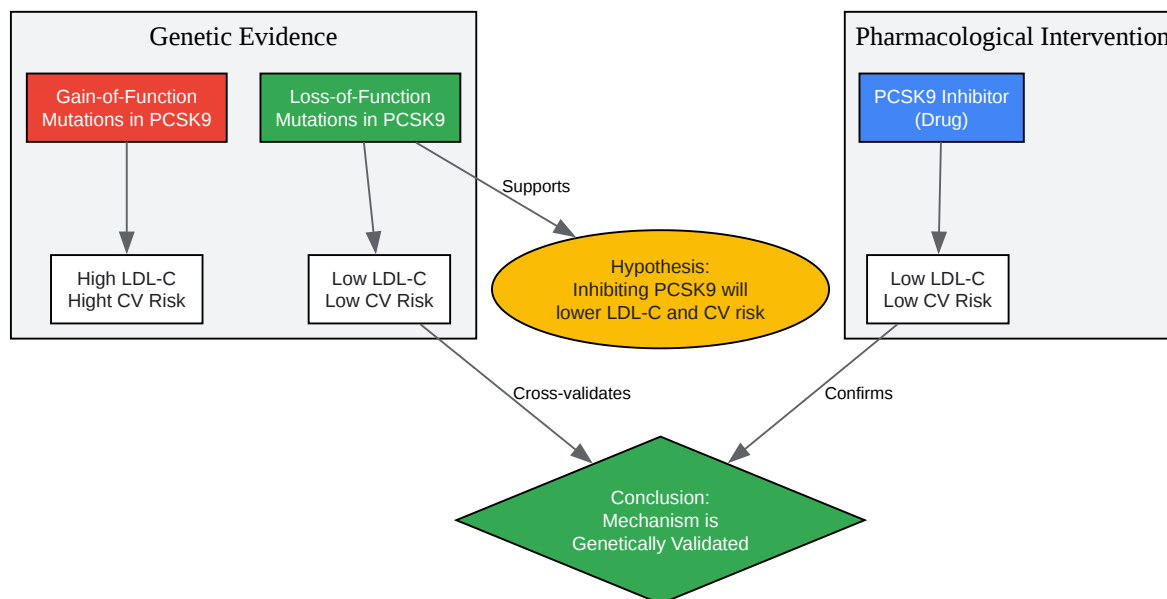 Genetic Evidence
Pharmacological Intervention
Gain-of-Function
Mutations in PCSK9
Loss-of-Function
Mutations in PCSK9
PCSK9 Inhibitor
(Drug)
Supports
High LDL-C
Hight CV Risk
Low LDL-C
Low CV Risk
Hypothesis:
Inhibiting PCSK9 will
lower LDL-C and CV risk
Low LDL-C
Low CV Risk
Cross-validates
Confirms
Conclusion:
Mechanism is
Genetically Validated